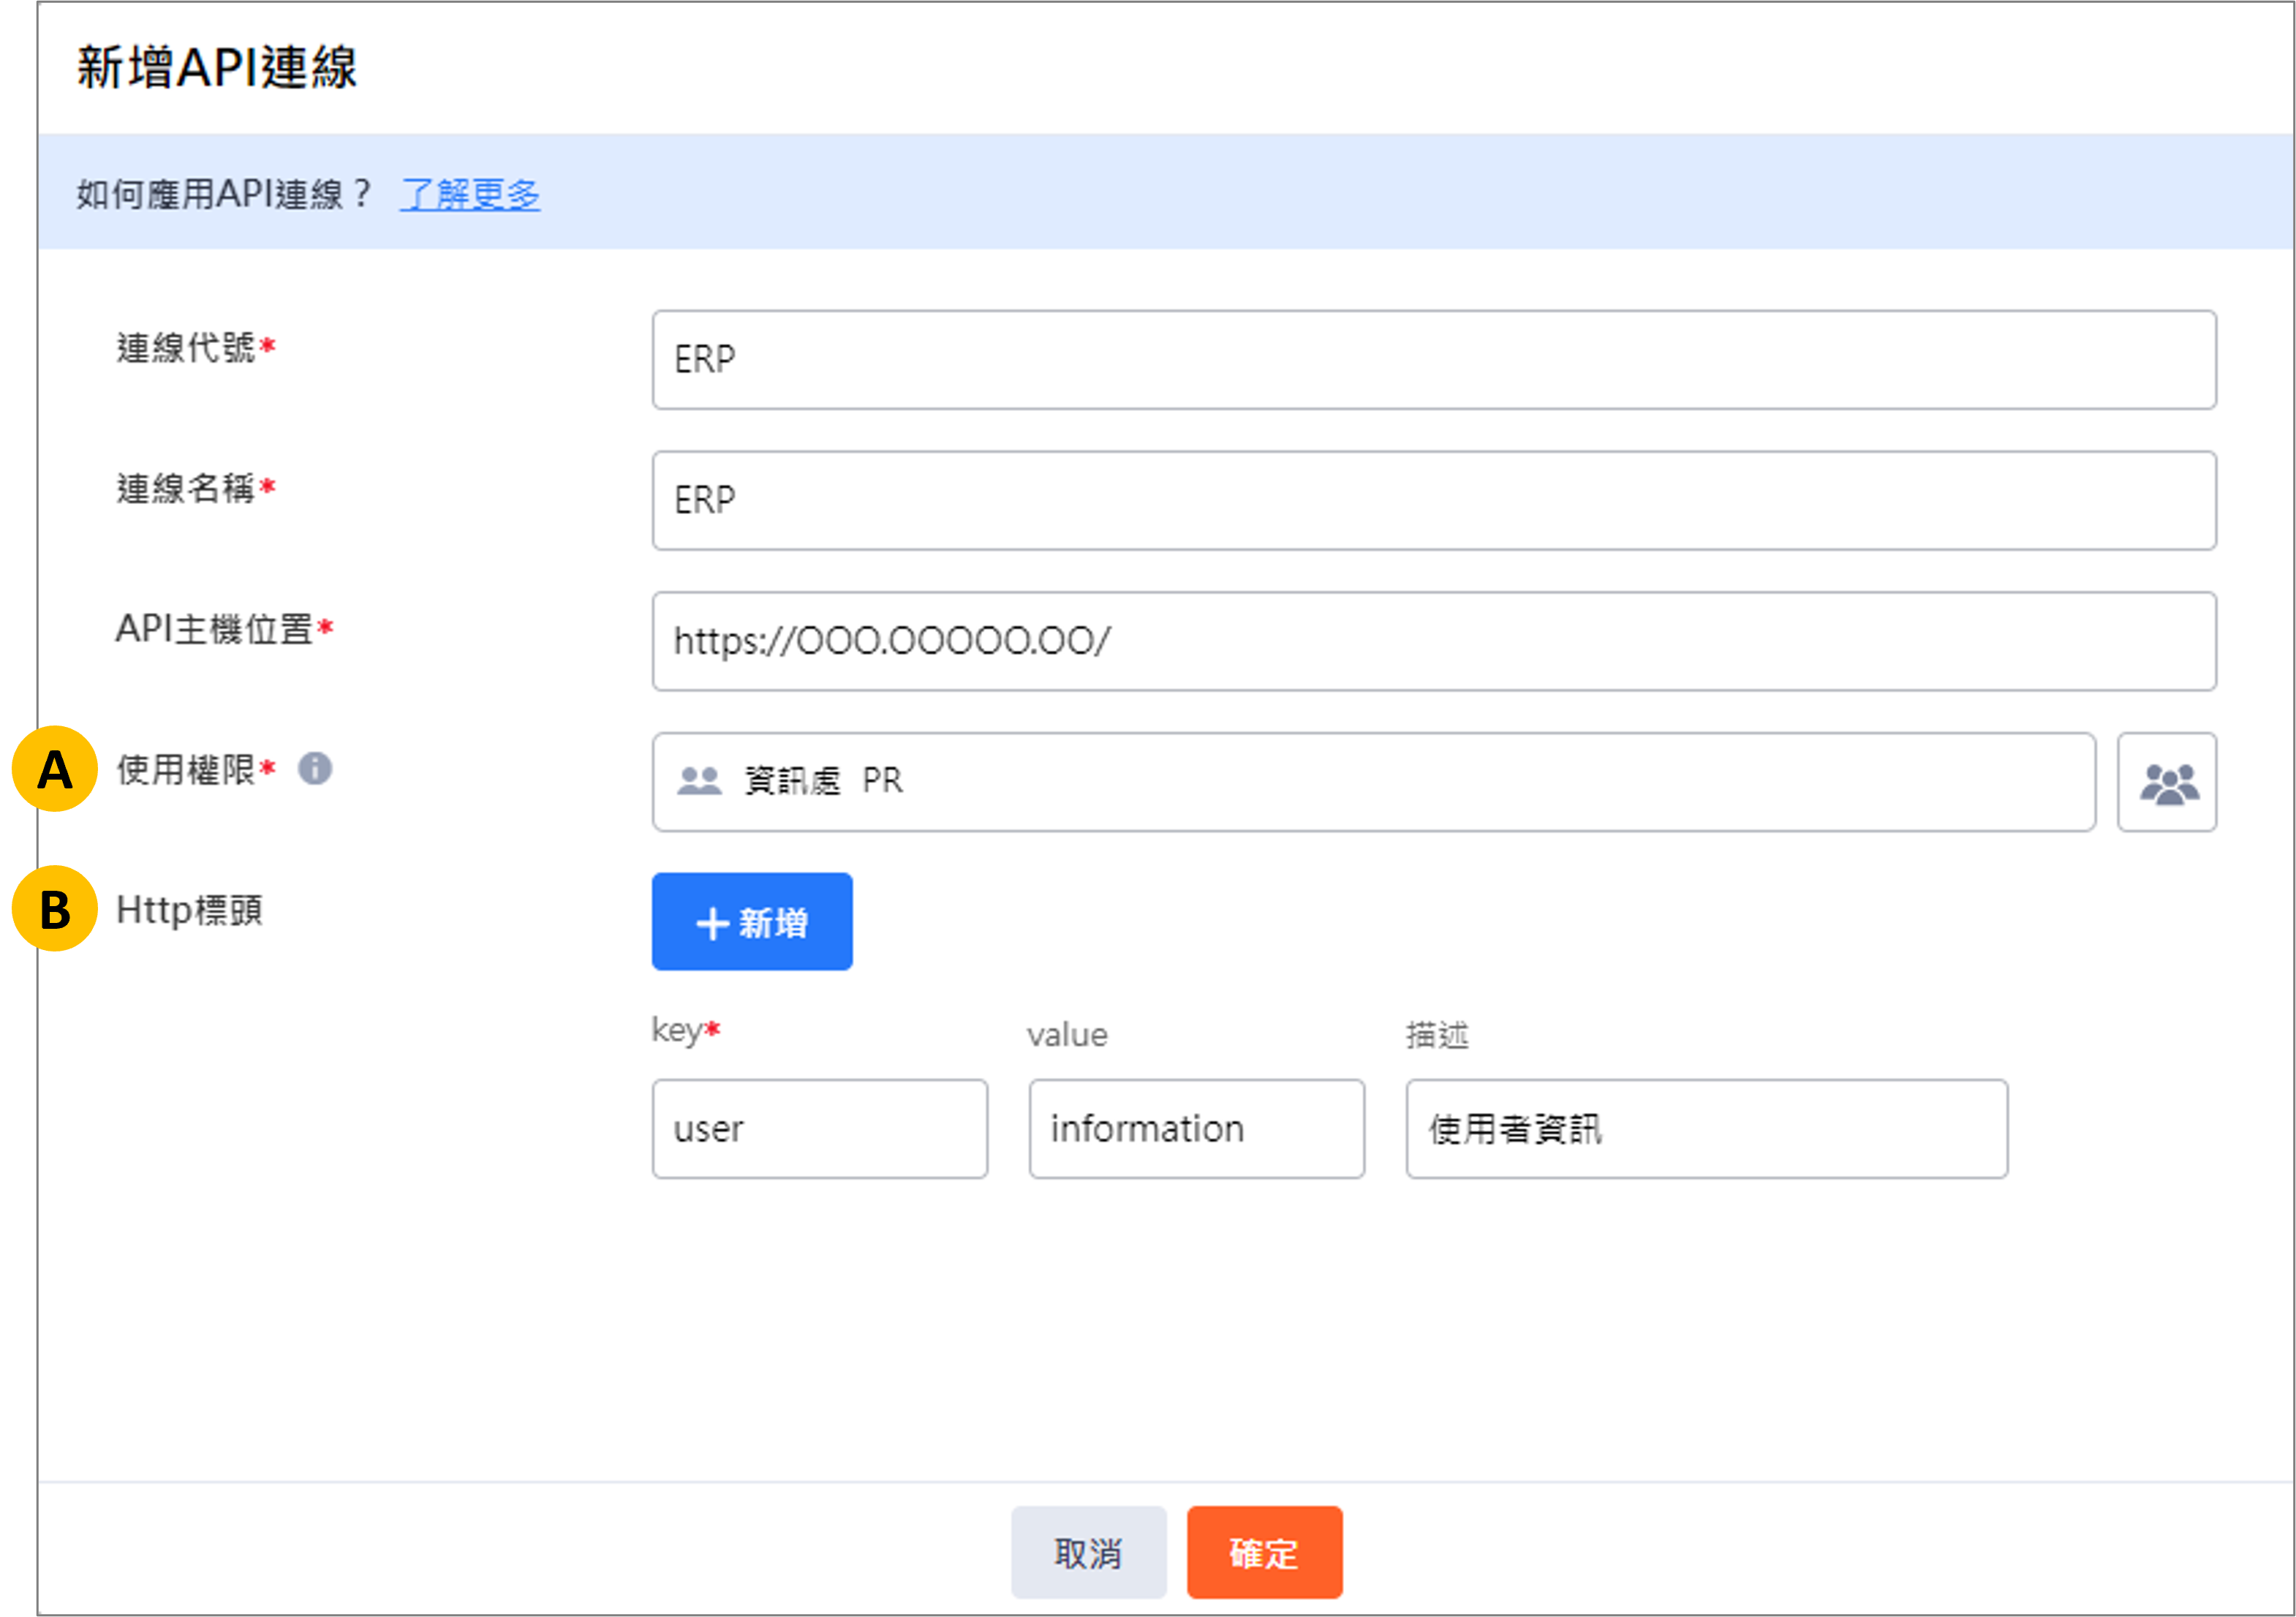 新增API連線
如何應用API連線？ 了解更多
連線代號* ERP
連線名稱* ERP
API主機位置* https://OOO.OOOOO.OO/
A 使用權限* 資訊處 PR
B Http標頭 +新增
key* value 描述
user information 使用者資訊
取消 確定